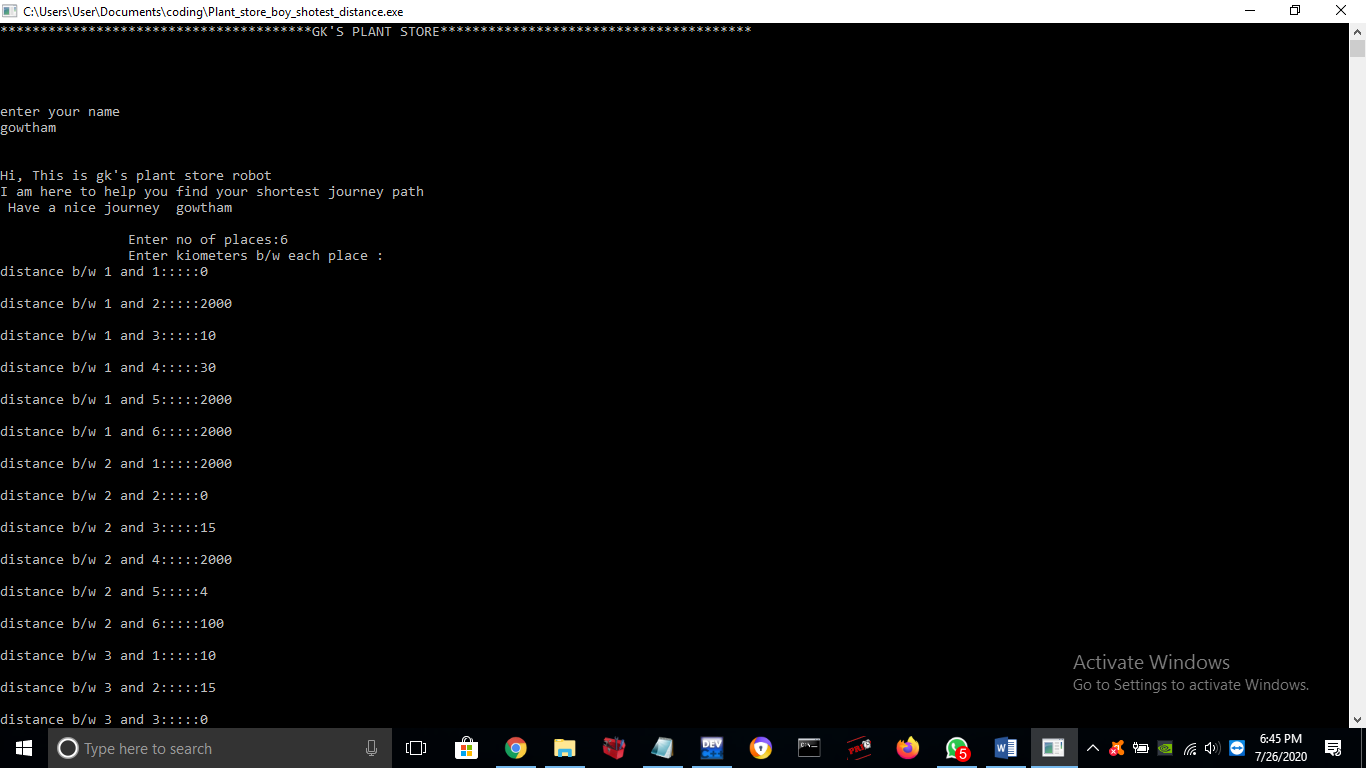 C:\Users\User\Documents\coding\Plant_store_boy_shotest_distance.exe
***************************************GK'S PLANT STORE***************************************
enter your name
gowtham
Hi, This is gk's plant store robot
I am here to help you find your shortest journey path
Have a nice journey  gowtham
Enter no of places:6
Enter kiometers b/w each place :
distance b/w 1 and 1:::::0
distance b/w 1 and 2:::::2000
distance b/w 1 and 3:::::10
distance b/w 1 and 4:::::30
distance b/w 1 and 5:::::2000
distance b/w 1 and 6:::::2000
distance b/w 2 and 1:::::2000
distance b/w 2 and 2:::::0
distance b/w 2 and 3:::::15
distance b/w 2 and 4:::::2000
distance b/w 2 and 5:::::4
distance b/w 2 and 6:::::100
distance b/w 3 and 1:::::10
distance b/w 3 and 2:::::15
distance b/w 3 and 3:::::0
Activate Windows
Go to Settings to activate Windows.
Type here to search
DEV
5
6:45 PM
7/26/2020